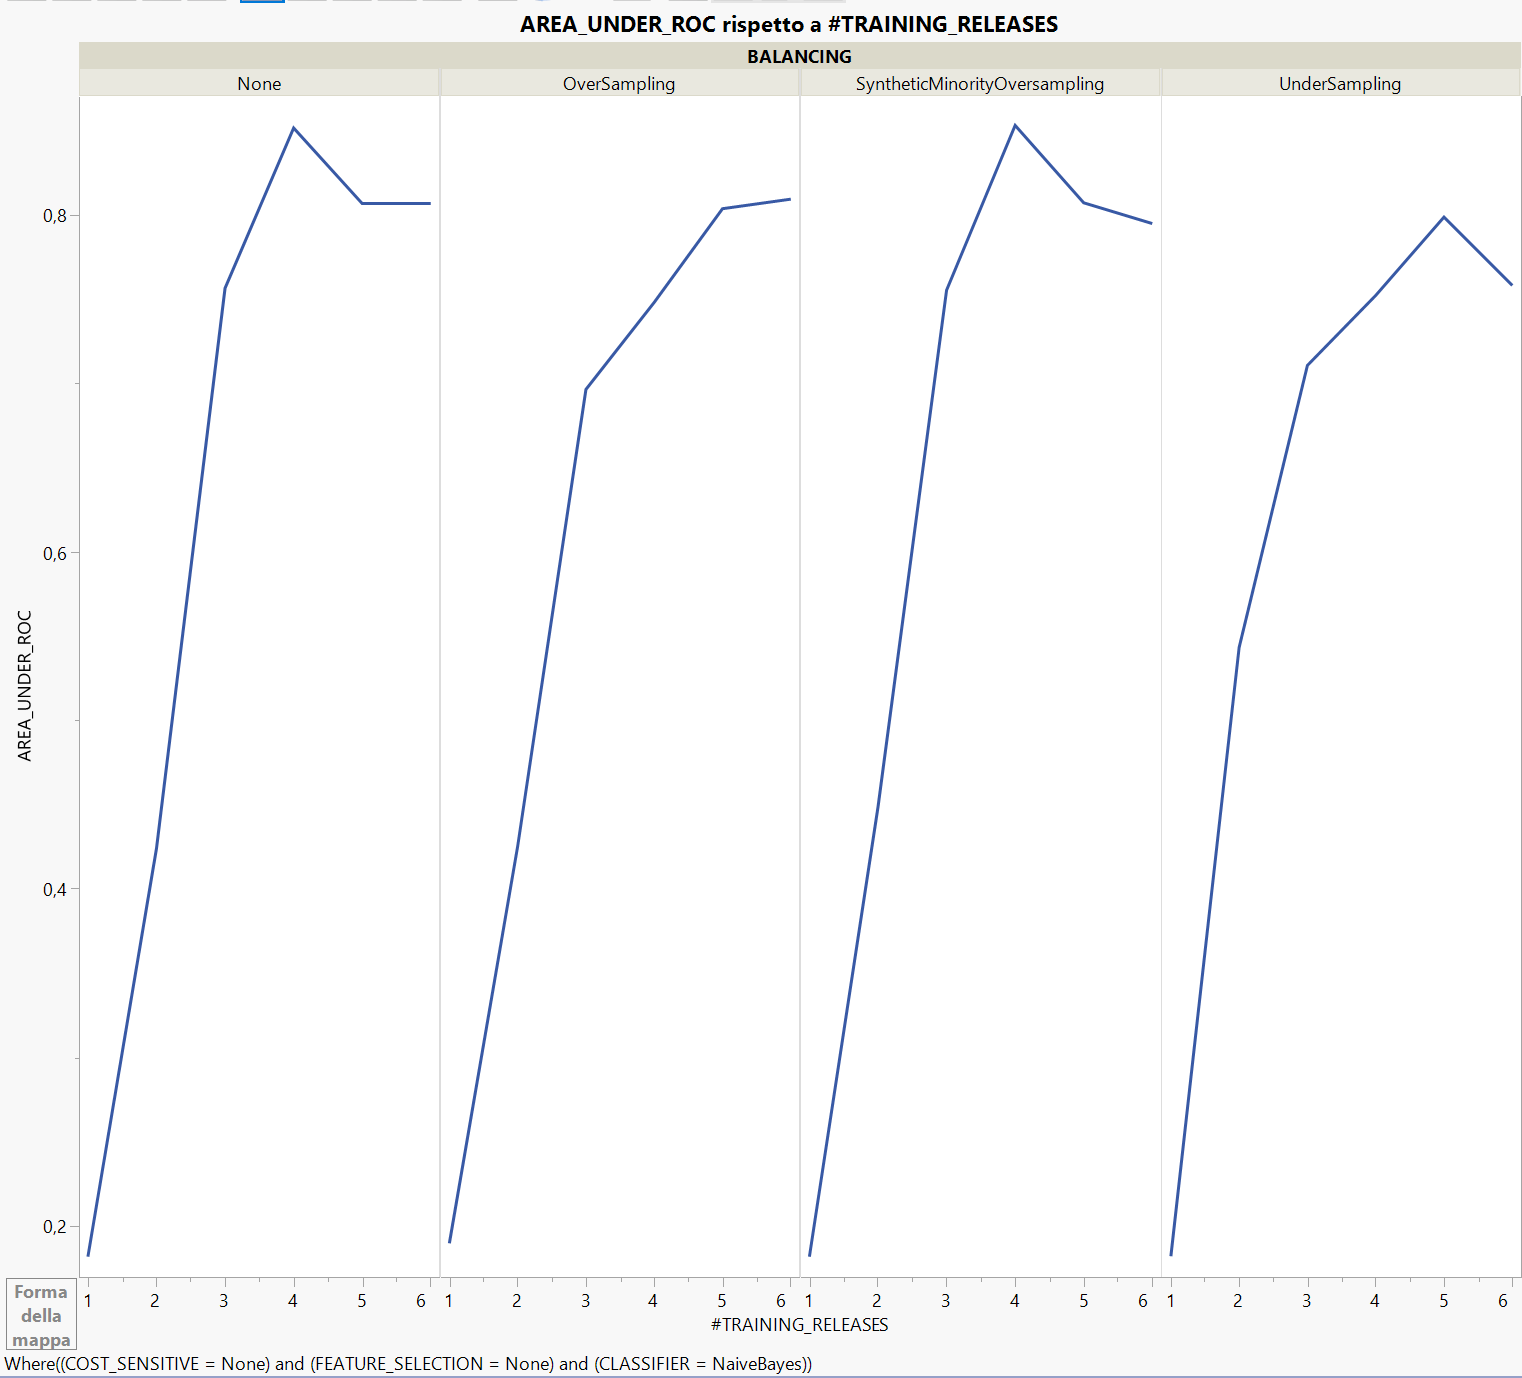 AREA_UNDER_ROC rispetto a #TRAINING_RELEASES
BALANCING
None OverSampling SyntheticMinorityOversampling UnderSampling
0,8
0,6
0,4
0,2
AREA_UNDER_ROC
1 2 3 4 5 6 1 2 3 4 5 6 1 2 3 4 5 6 1 2 3 4 5 6
#TRAINING_RELEASES
Forma
della
mappa
Where((COST_SENSITIVE = None) and (FEATURE_SELECTION = None) and (CLASSIFIER = NaiveBayes))